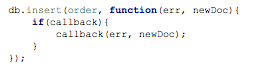 db.insert(order, function(err, newDoc){
    if(callback){
        callback(err, newDoc);
    }
});